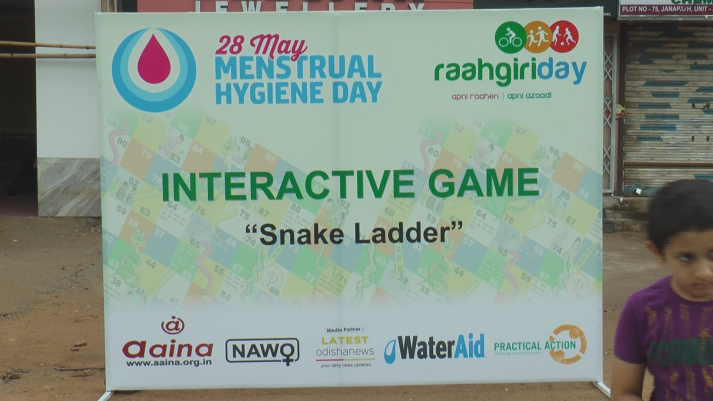 JEWELLERY
PLOT NO - 75, JANAPATH, UNIT -
28 May
MENSTRUAL
HYGIENE DAY
raahgiriday
apni raahen | apni azaadi
INTERACTIVE GAME
“Snake Ladder”
@
aaina
www.aaina.org.in
NAWO
Media Partner :
LATEST
odishanews
your daily news updates
WaterAid
PRACTICAL ACTION